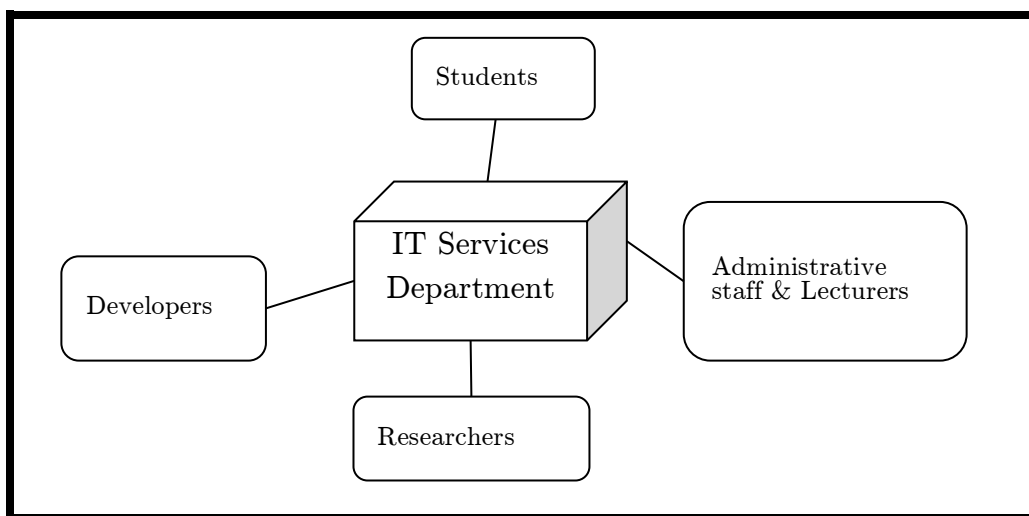 Students
IT Services
Department
Administrative
staff & Lecturers
Developers
Researchers